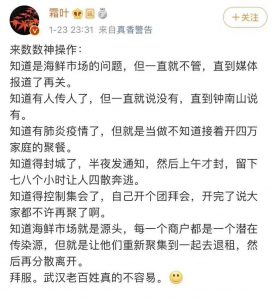 霜叶
+关注
1-23 23:31 来自真香警告
来数数神操作：
知道是海鲜市场的问题，但一直就不管，直到媒体
报道了再关。
知道有人传人了，但一直就说没有，直到钟南山说
有。
知道有肺炎疫情了，但就是当做不知道接着开四万
家庭的聚餐。
知道得封城了，半夜发通知，然后上午才封，留下
七八个小时让人四散奔逃。
知道得控制集会了，自己开个团拜会，开完了说大
家都不许再聚了啊。
知道海鲜市场就是源头，每一个商户都是一个潜在
传染源，但就是让他们重新聚集到一起去退租，然
后再分散离开。
拜服。武汉老百姓真的不容易。